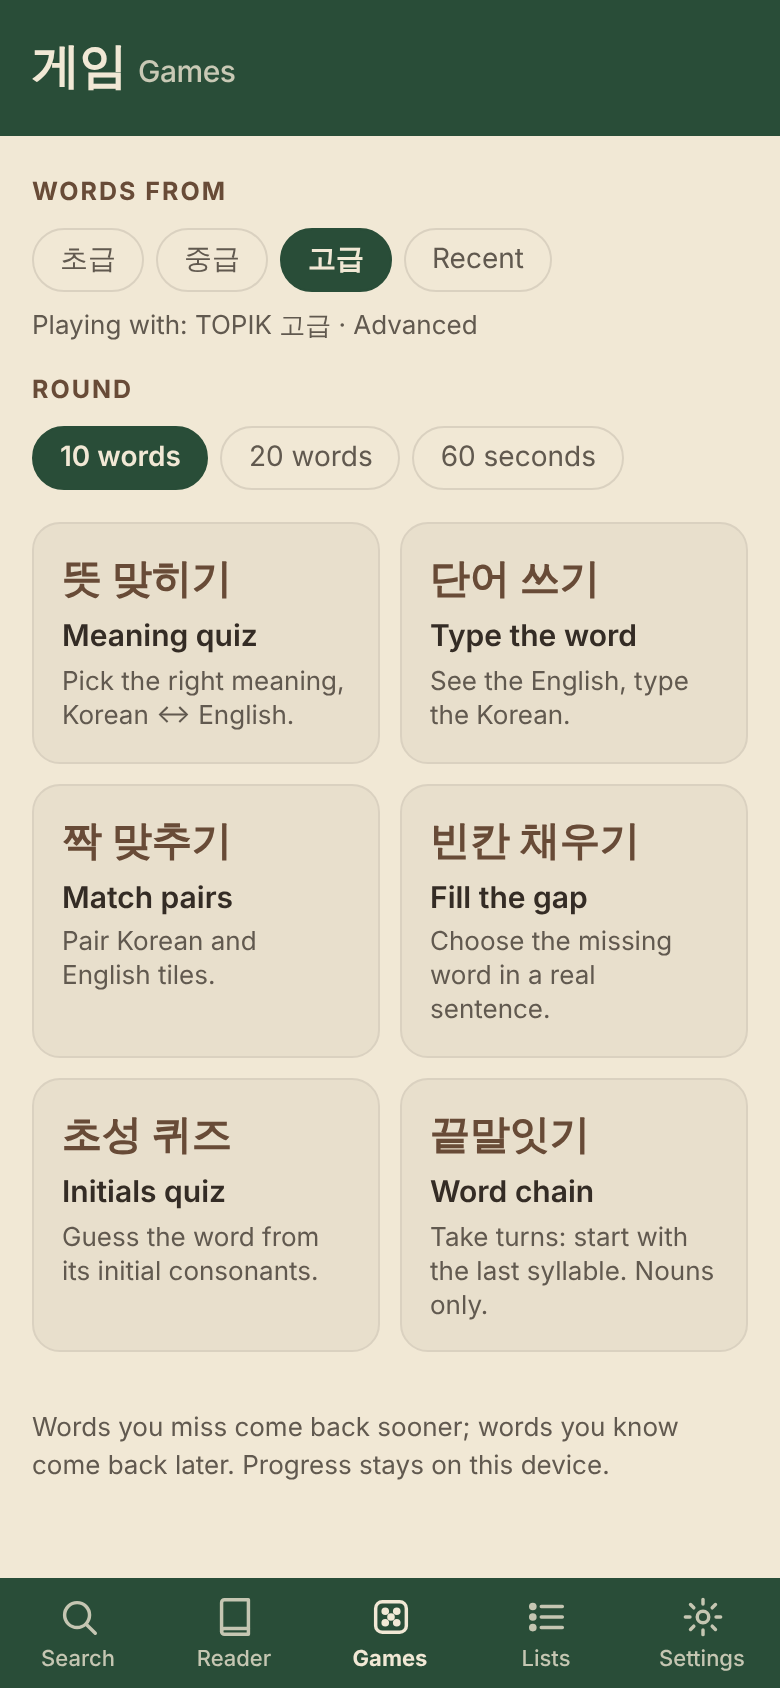 게임 Games
WORDS FROM
초급 중급 고급 Recent
Playing with: TOPIK 고급 · Advanced
ROUND
10 words 20 words 60 seconds
뜻 맞히기
Meaning quiz
Pick the right meaning,
Korean ↔ English.
단어 쓰기
Type the word
See the English, type
the Korean.
짝 맞추기
Match pairs
Pair Korean and
English tiles.
빈칸 채우기
Fill the gap
Choose the missing
word in a real
sentence.
초성 퀴즈
Initials quiz
Guess the word from
its initial consonants.
끝말잇기
Word chain
Take turns: start with
the last syllable. Nouns
only.
Words you miss come back sooner; words you know
come back later. Progress stays on this device.
Search Reader Games Lists Settings